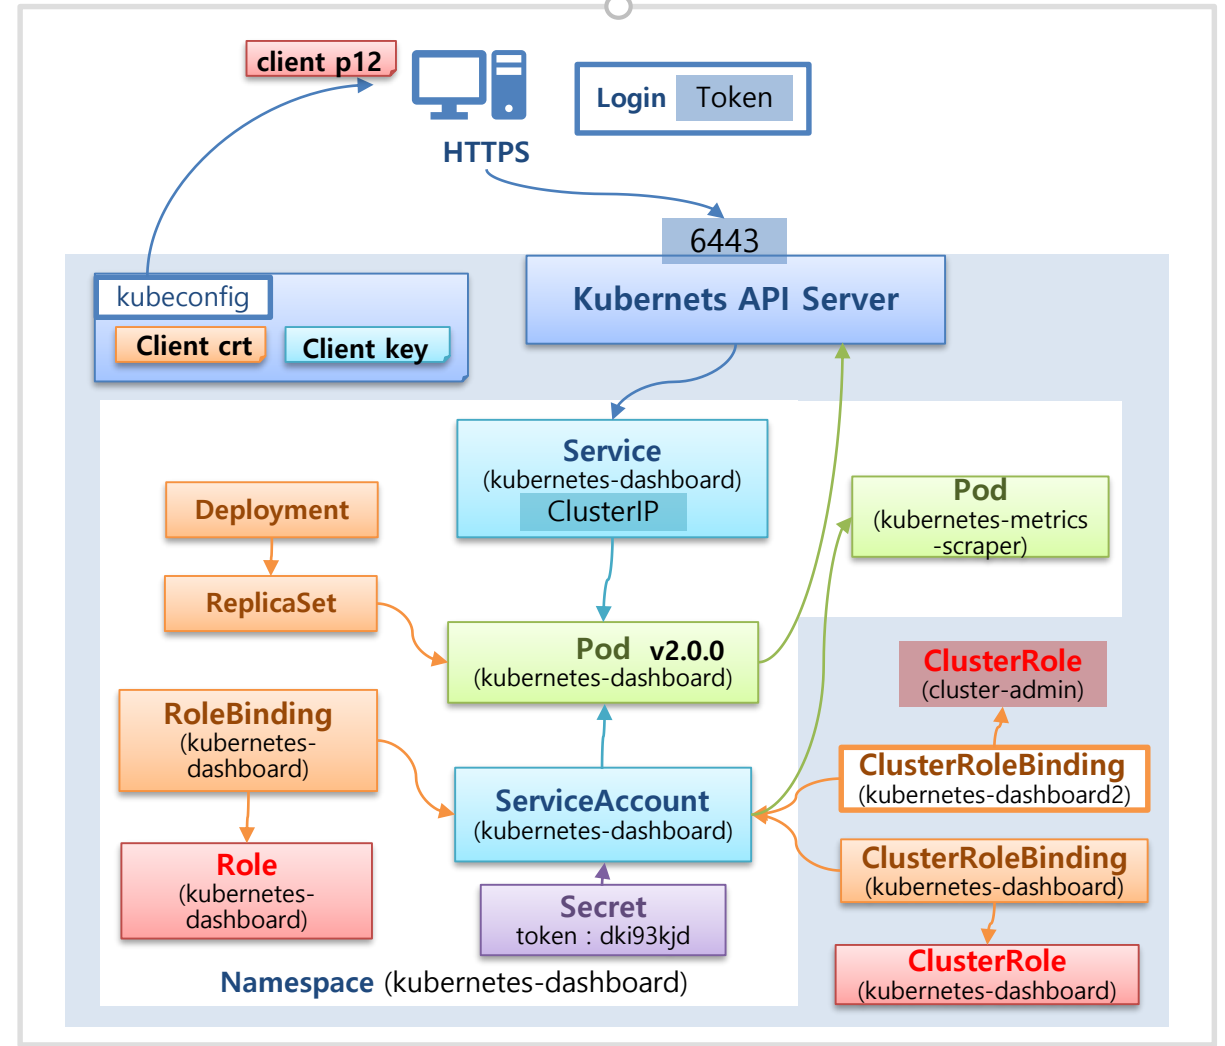 client p12
Login Token
HTTPS
6443
kubeconfig
Client crt
Client key
Kubernets API Server
Service
(kubernetes-dashboard)
ClusterIP
Deployment
ReplicaSet
Pod
(kubernetes-metrics
-scraper)
Pod v2.0.0
(kubernetes-dashboard)
ClusterRole
(cluster-admin)
RoleBinding
(kubernetes-
dashboard)
ServiceAccount
(kubernetes-dashboard)
ClusterRoleBinding
(kubernetes-dashboard2)
Role
(kubernetes-
dashboard)
ClusterRoleBinding
(kubernetes-dashboard)
Secret
token : dki93kjd
ClusterRole
(kubernetes-dashboard)
Namespace (kubernetes-dashboard)